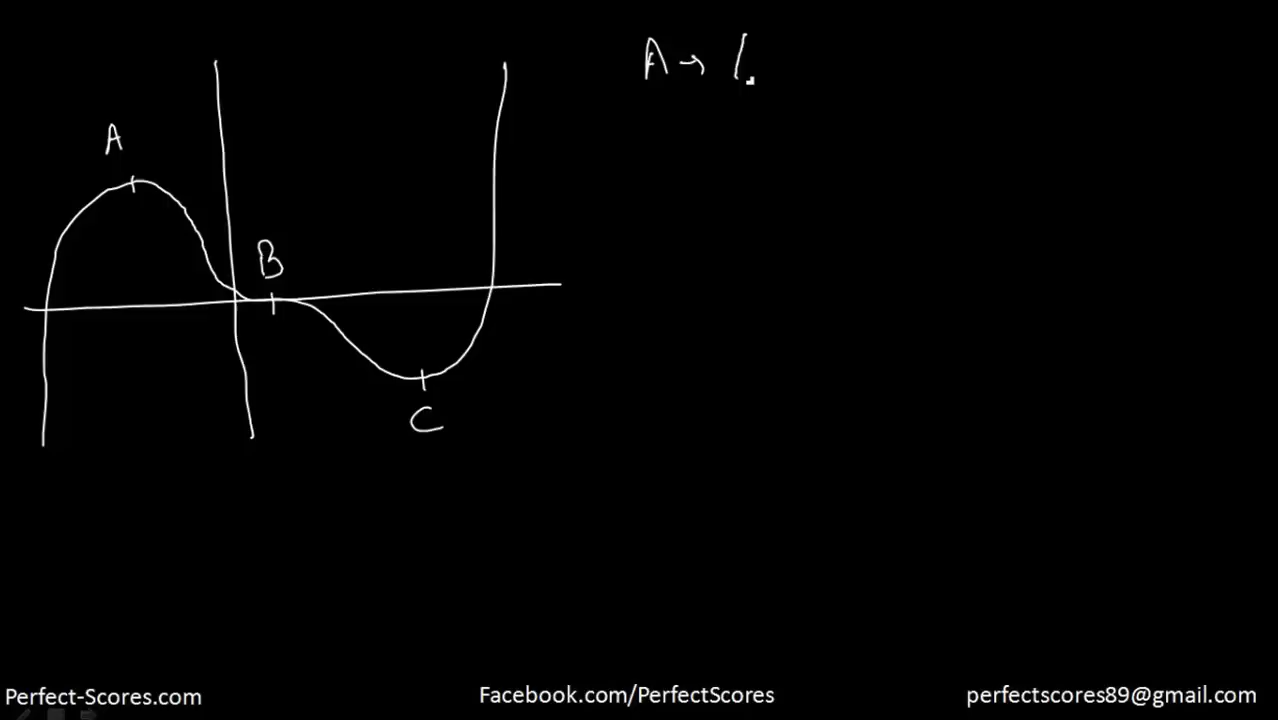 A →
A
B
C
Perfect-Scores.com
Facebook.com/PerfectScores
perfectscores89@gmail.com